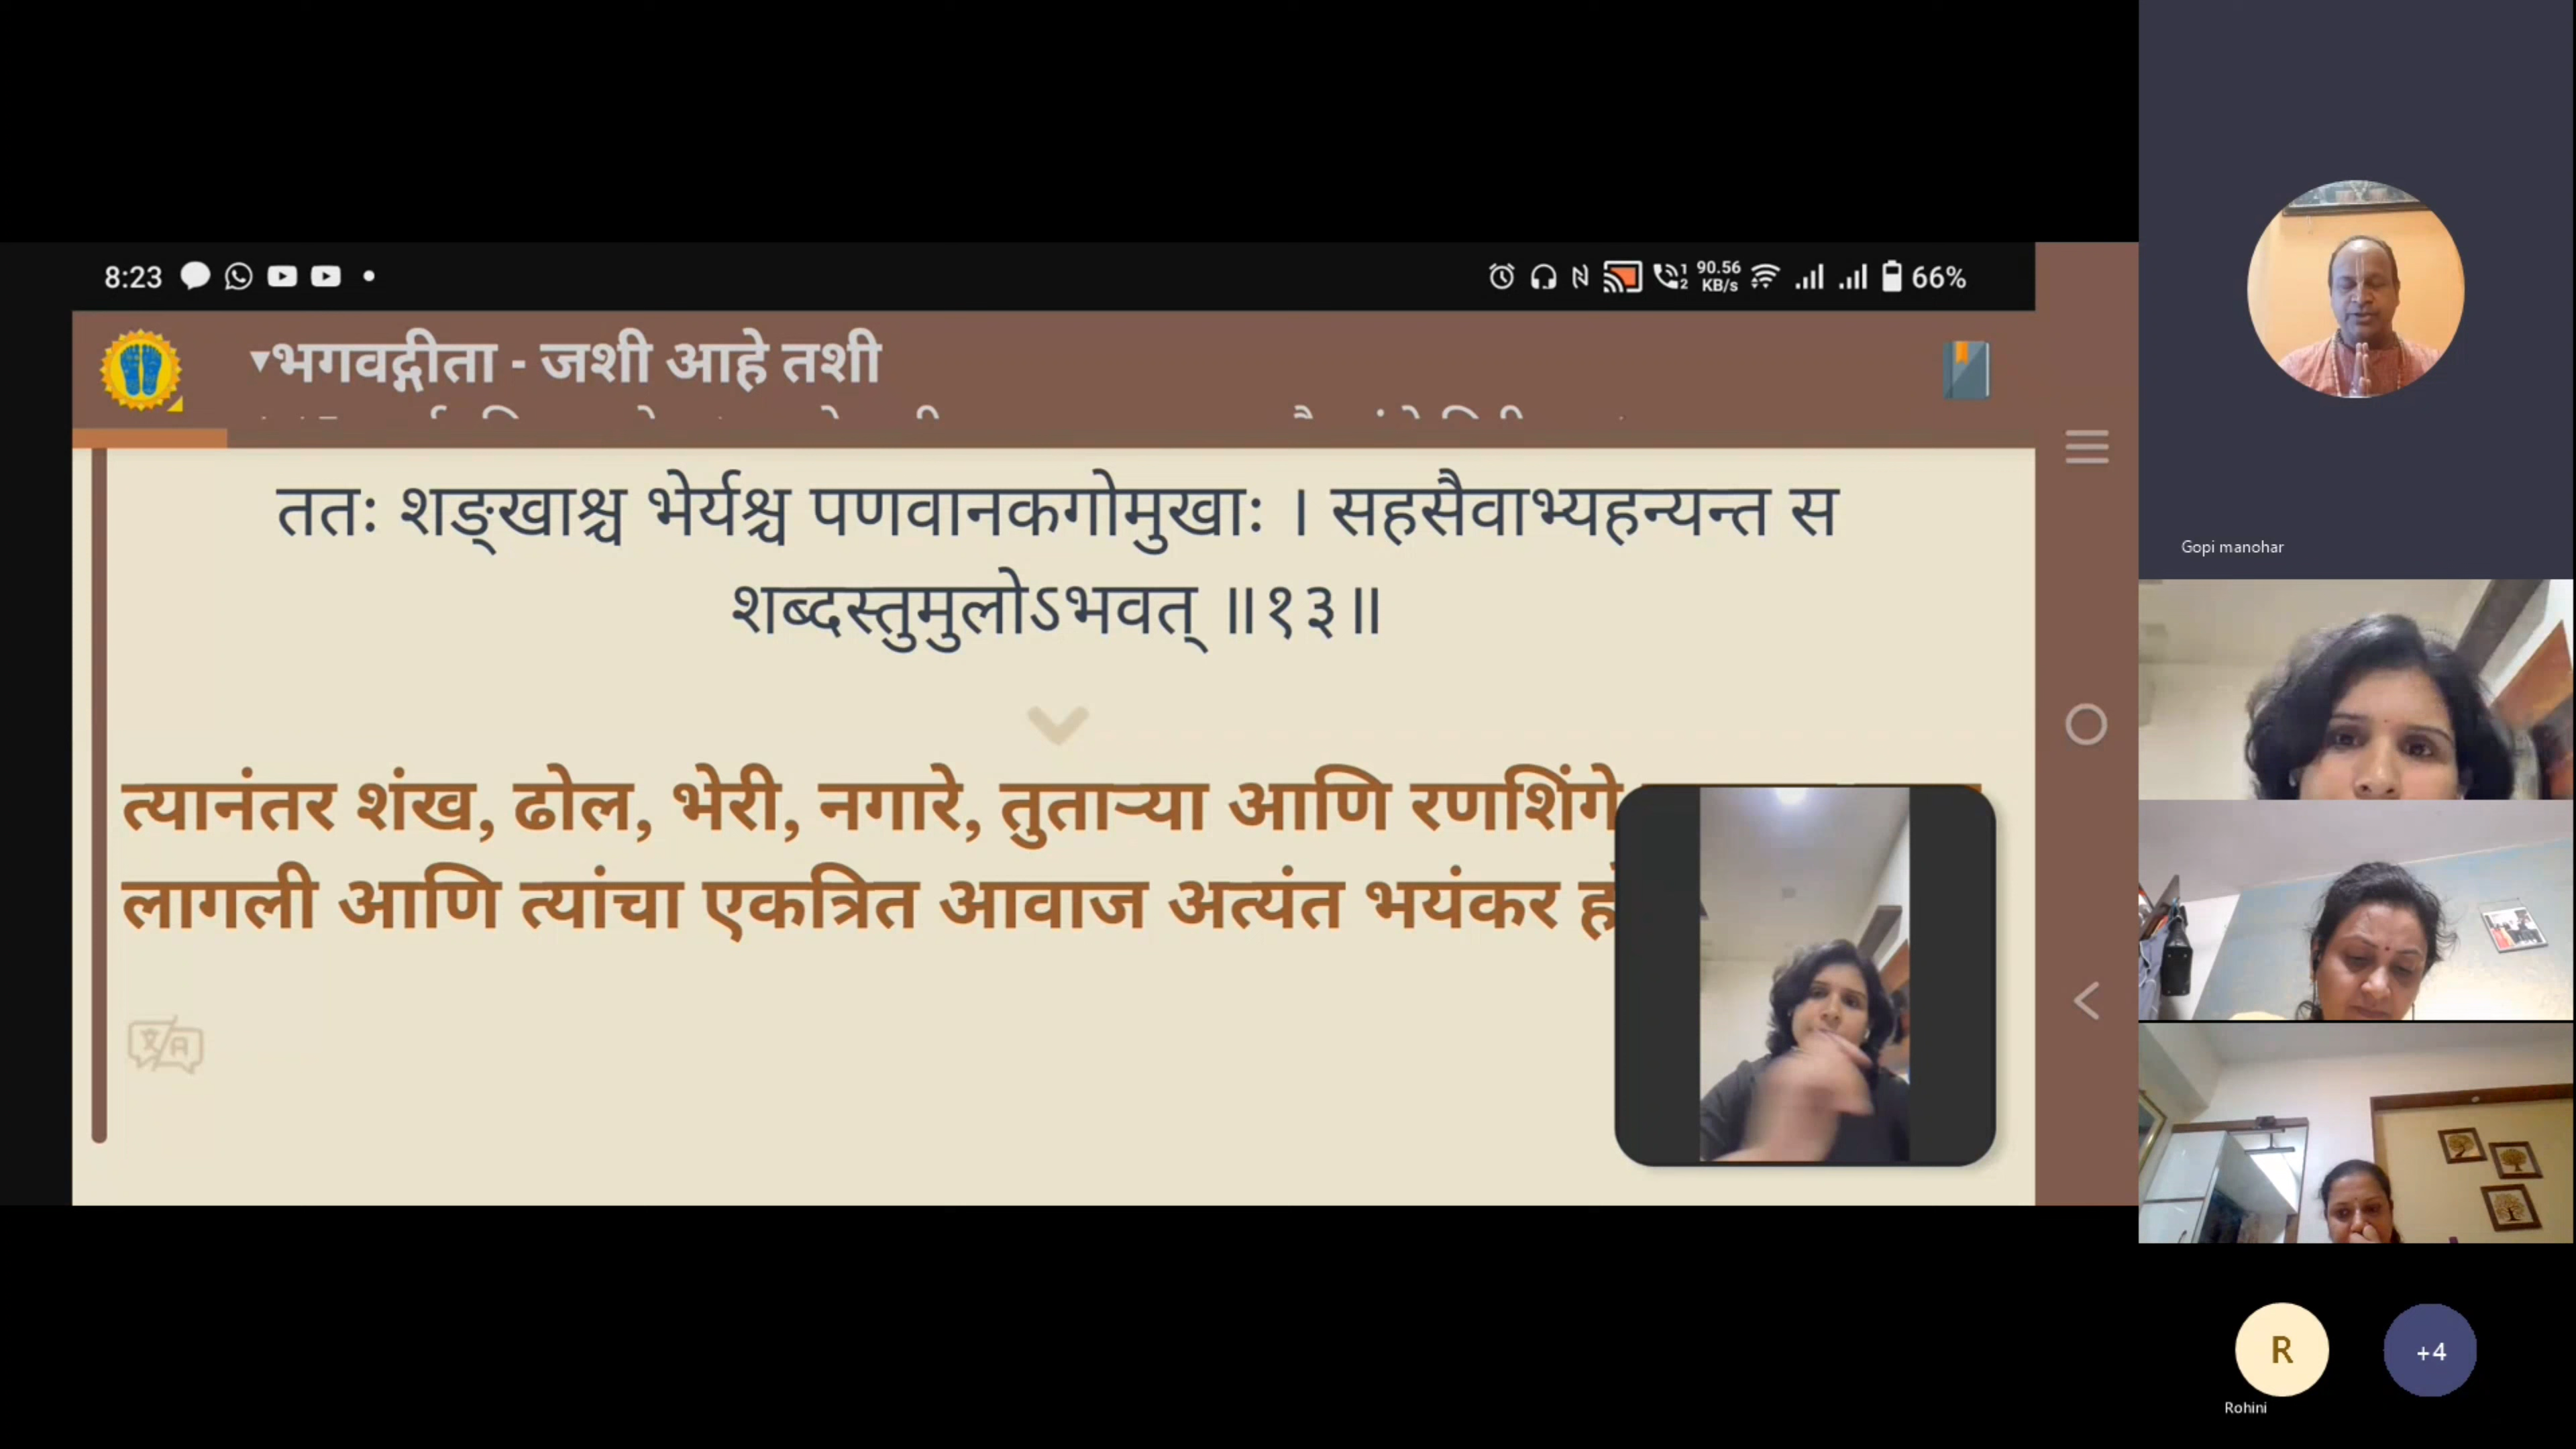 8:23
90.56
KB/s
66%
▾भगवद्गीता - जशी आहे तशी
ततः शङ्खाश्च भेर्यश्च पणवानकगोमुखाः । सहसैवाभ्यहन्यन्त स
शब्दस्तुमुलोऽभवत् ॥१३॥
त्यानंतर शंख, ढोल, भेरी, नगारे, तुताऱ्या आणि रणशिंगे
लागली आणि त्यांचा एकत्रित आवाज अत्यंत भयंकर
Gopi manohar
R
+4
Rohini